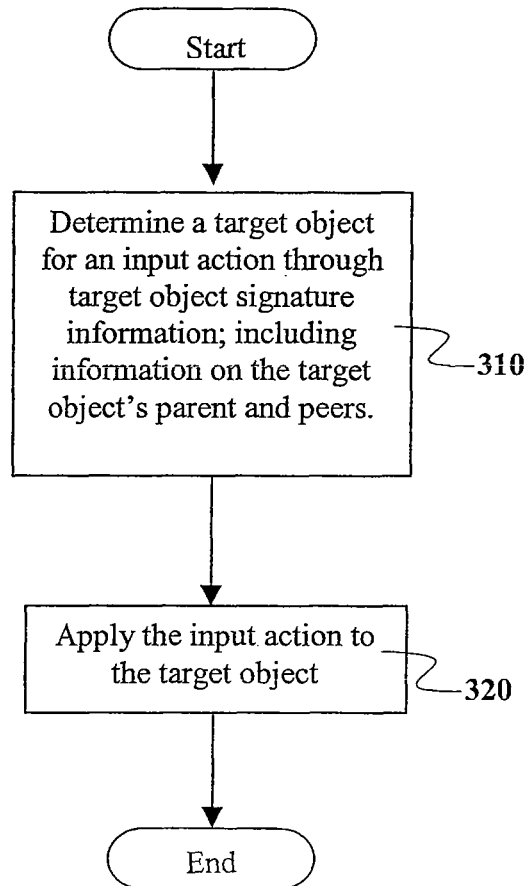 Start
Determine a target object
for an input action through
target object signature
information; including
information on the target
object's parent and peers.
310
Apply the input action to
the target object
320
End